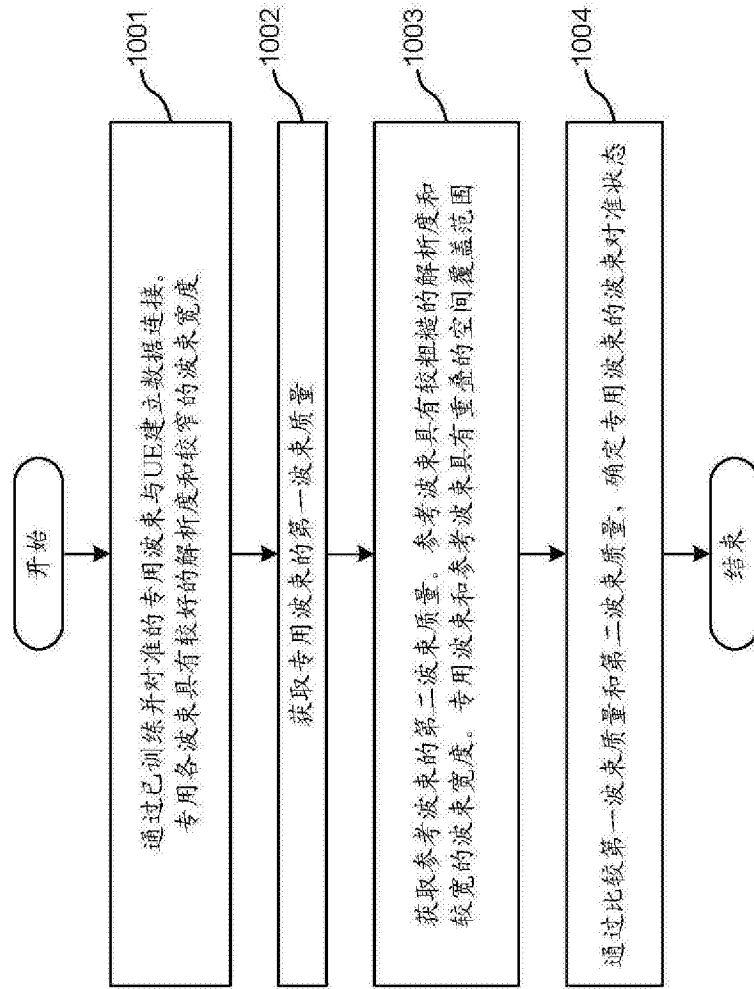 开始
1001
通过已训练并对准的专用波束与UE建立数据连接。
专用各波束具有较好的解析度和较窄的波束宽度
1002
获取专用波束的第一波束质量
1003
获取参考波束的第二波束质量。参考波束具有较粗糙的解析度和
较宽的波束宽度。专用波束和参考波束具有重叠的空间覆盖范围
1004
通过比较第一波束质量和第二波束质量，确定专用波束的波束对准状态
结束